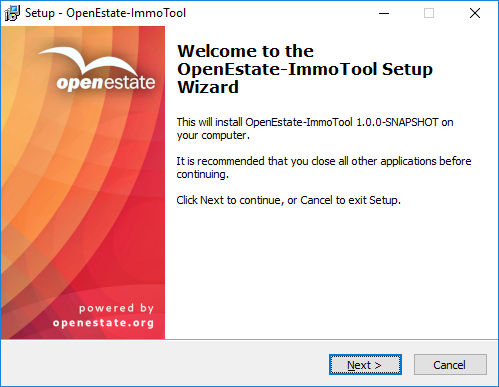 Setup - OpenEstate-ImmoTool
openestate
Welcome to the
OpenEstate-ImmoTool Setup
Wizard
This will install OpenEstate-ImmoTool 1.0.0-SNAPSHOT on
your computer.
It is recommended that you close all other applications before
continuing.
Click Next to continue, or Cancel to exit Setup.
powered by
openestate.org
Next >
Cancel